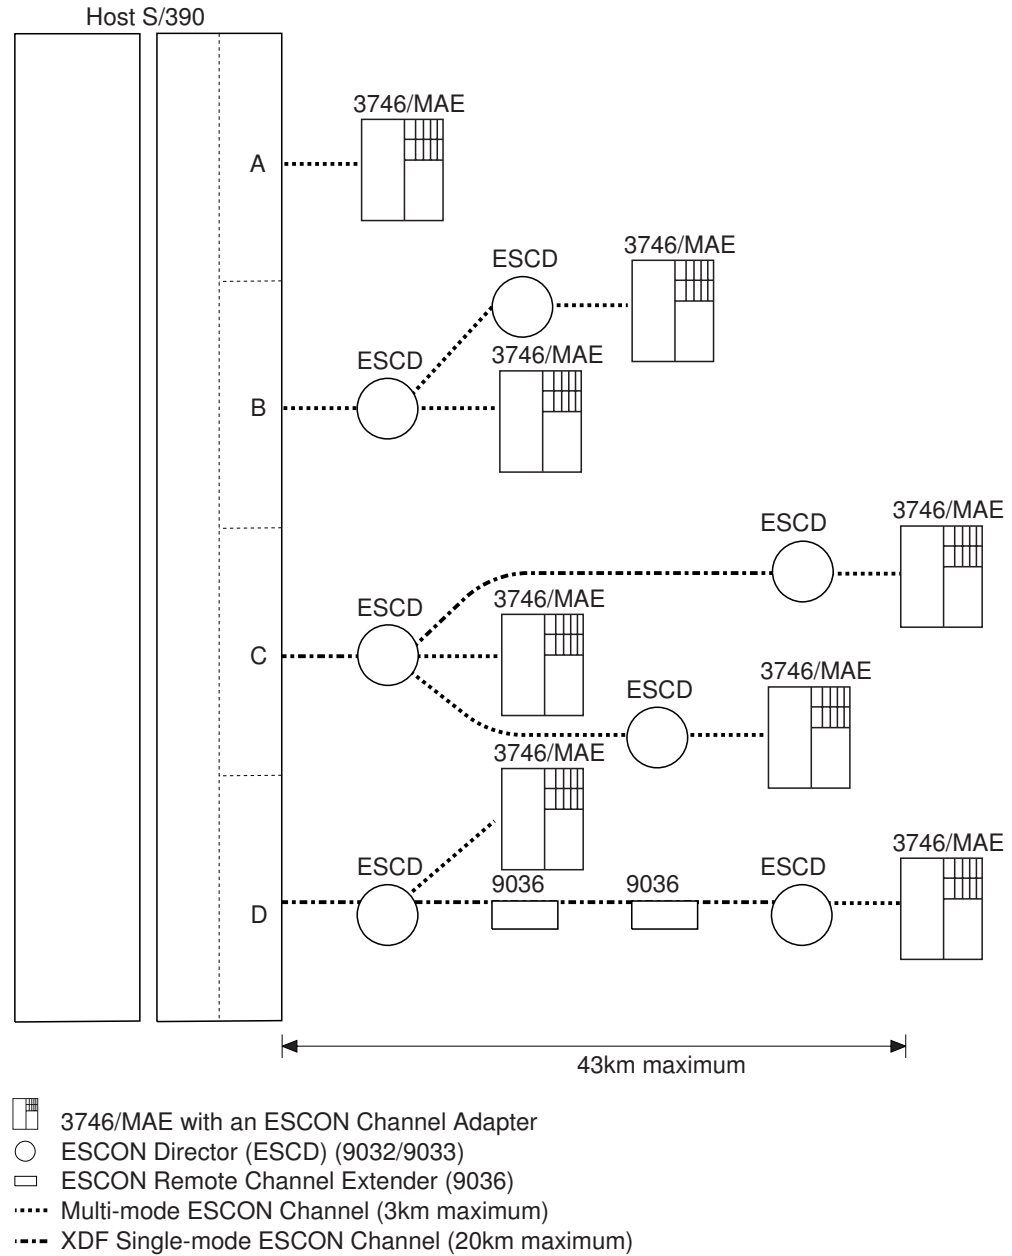 Host S/390
3746/MAE
A
3746/MAE
ESCD
3746/MAE
ESCD
B
3746/MAE
ESCD
3746/MAE
ESCD
C
3746/MAE
ESCD
3746/MAE
3746/MAE
ESCD
ESCD
9036
9036
D
43km maximum
3746/MAE with an ESCON Channel Adapter
ESCON Director (ESCD) (9032/9033)
ESCON Remote Channel Extender (9036)
Multi-mode ESCON Channel (3km maximum)
XDF Single-mode ESCON Channel (20km maximum)